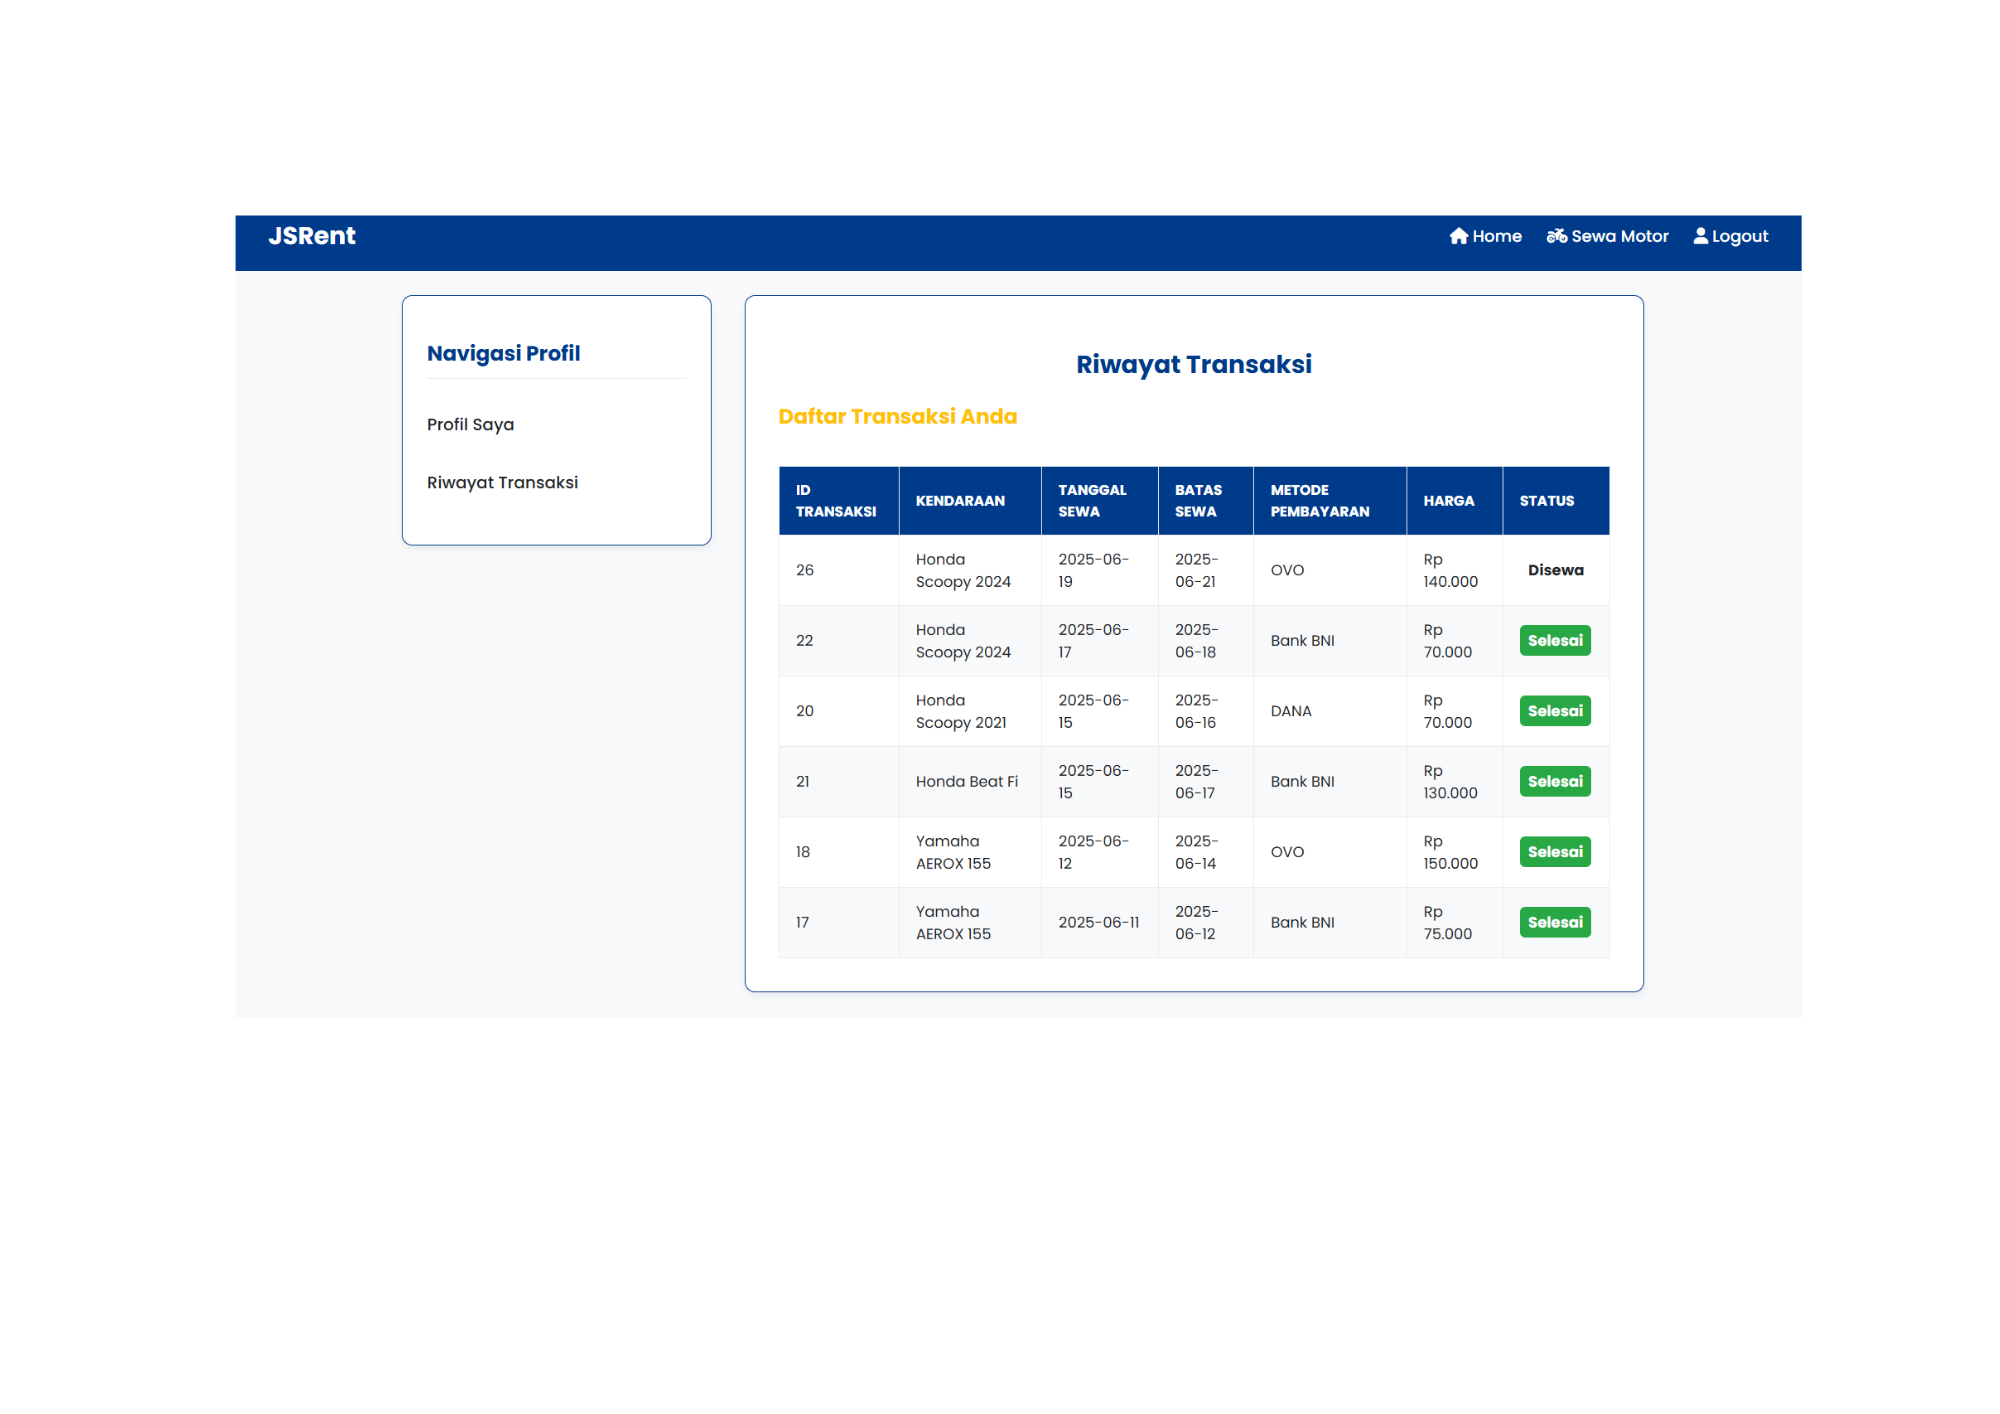 JSRent
Home
Sewa Motor
Logout
Navigasi Profil
Profil Saya
Riwayat Transaksi
Riwayat Transaksi
Daftar Transaksi Anda
ID TRANSAKSI KENDARAAN TANGGAL SEWA BATAS SEWA METODE PEMBAYARAN HARGA STATUS
26 Honda Scoopy 2024 2025-06-19 2025-06-21 OVO Rp 140.000 Disewa
22 Honda Scoopy 2024 2025-06-17 2025-06-18 Bank BNI Rp 70.000 Selesai
20 Honda Scoopy 2021 2025-06-15 2025-06-16 DANA Rp 70.000 Selesai
21 Honda Beat Fi 2025-06-15 2025-06-17 Bank BNI Rp 130.000 Selesai
18 Yamaha AEROX 155 2025-06-12 2025-06-14 OVO Rp 150.000 Selesai
17 Yamaha AEROX 155 2025-06-11 2025-06-12 Bank BNI Rp 75.000 Selesai